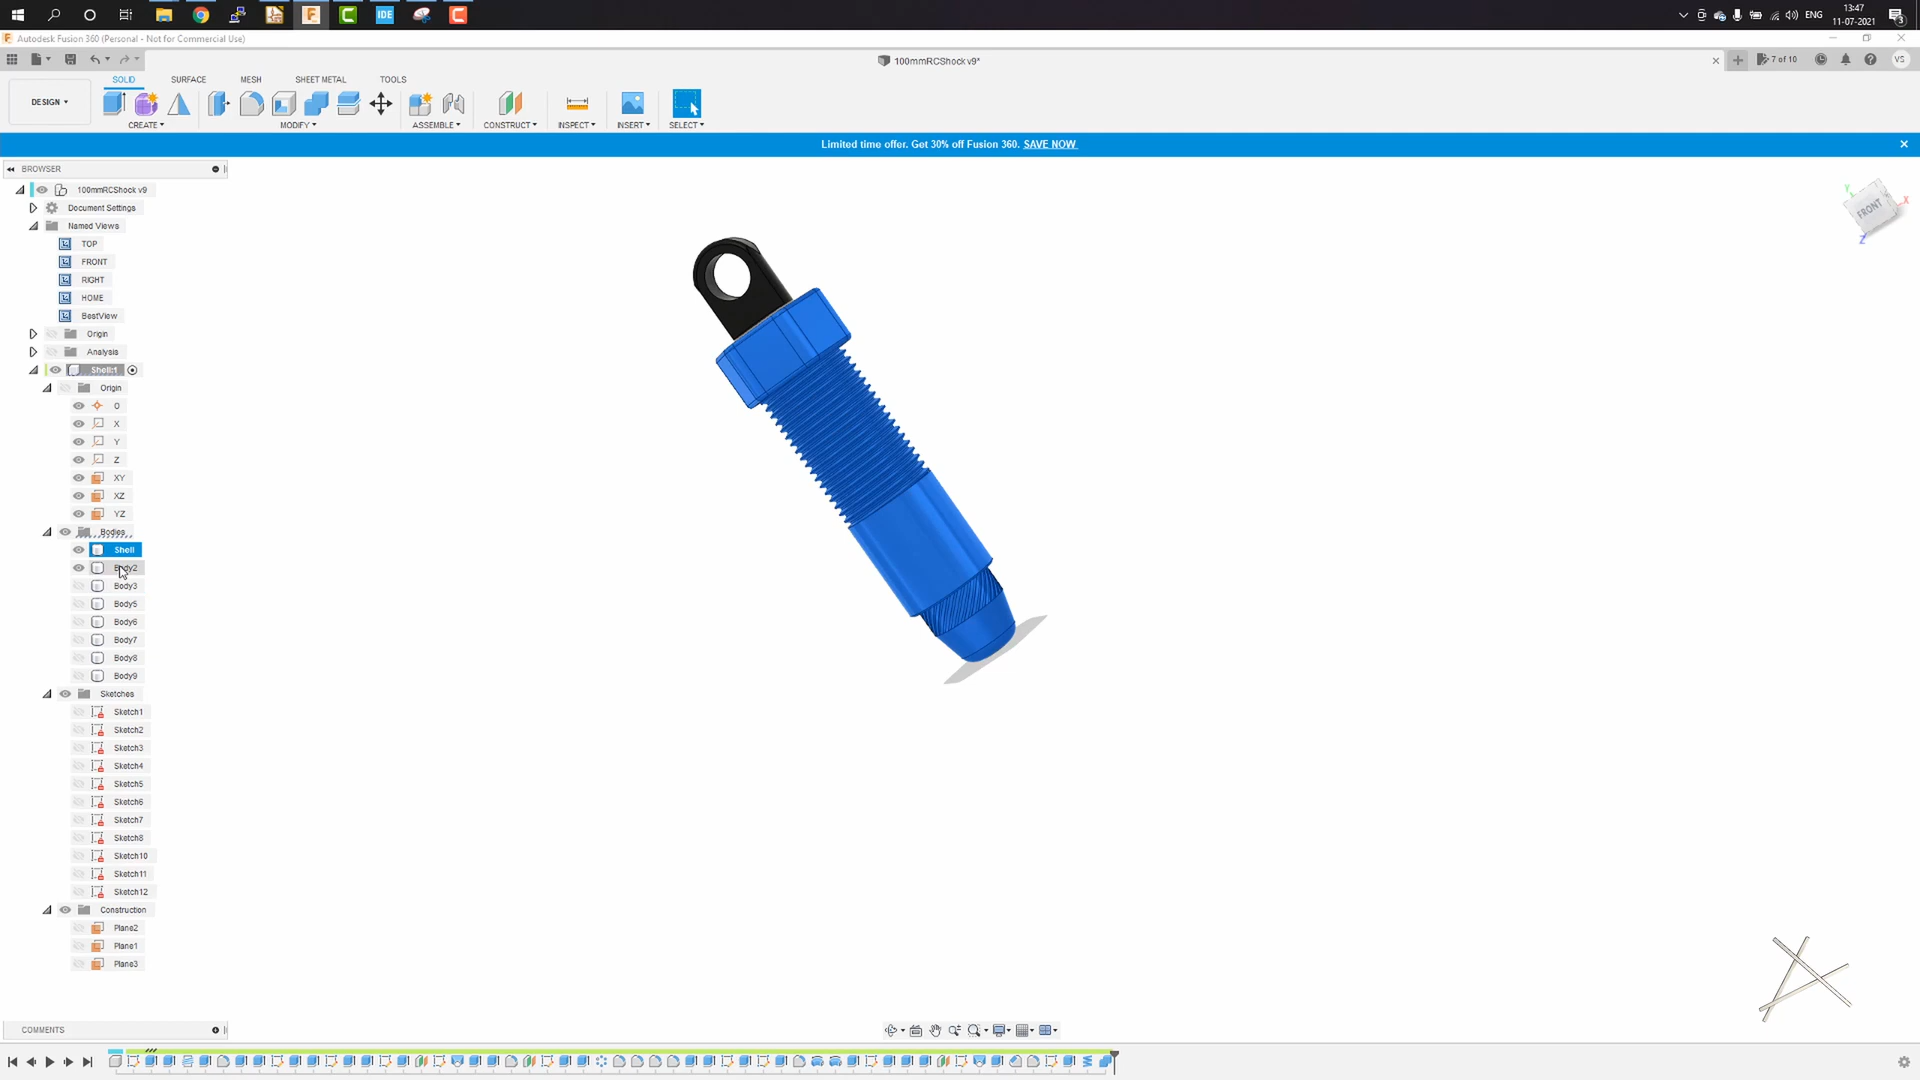 IDE
ENG
13:47
11-07-2021
3
Autodesk Fusion 360 (Personal - Not for Commercial Use)
100mmRCShock v9*
7 of 10
VS
SOLID
SURFACE
MESH
SHEET METAL
TOOLS
DESIGN
CREATE
MODIFY
ASSEMBLE
CONSTRUCT
INSPECT
INSERT
SELECT
Limited time offer. Get 30% off Fusion 360. SAVE NOW
BROWSER
100mmRCShock v9
Document Settings
Named Views
TOP
FRONT
RIGHT
HOME
BestView
Origin
Analysis
Shell:1
Origin
O
X
Y
Z
XY
XZ
YZ
Bodies
Shell
Body2
Body3
Body5
Body6
Body7
Body8
Body9
Sketches
Sketch1
Sketch2
Sketch3
Sketch4
Sketch5
Sketch6
Sketch7
Sketch8
Sketch10
Sketch11
Sketch12
Construction
Plane2
Plane1
Plane3
Y
FRONT
X
Z
COMMENTS